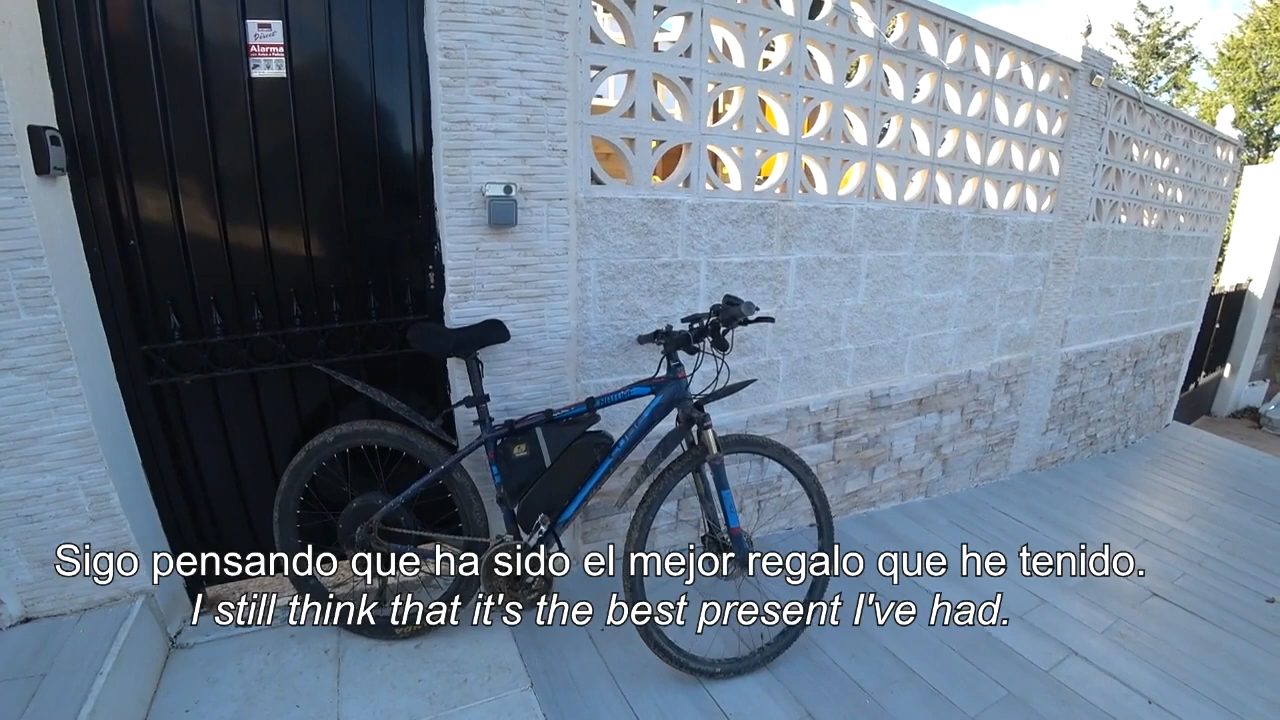 Direct
Alarma
Sigo pensando que ha sido el mejor regalo que he tenido.
I still think that it's the best present I've had.